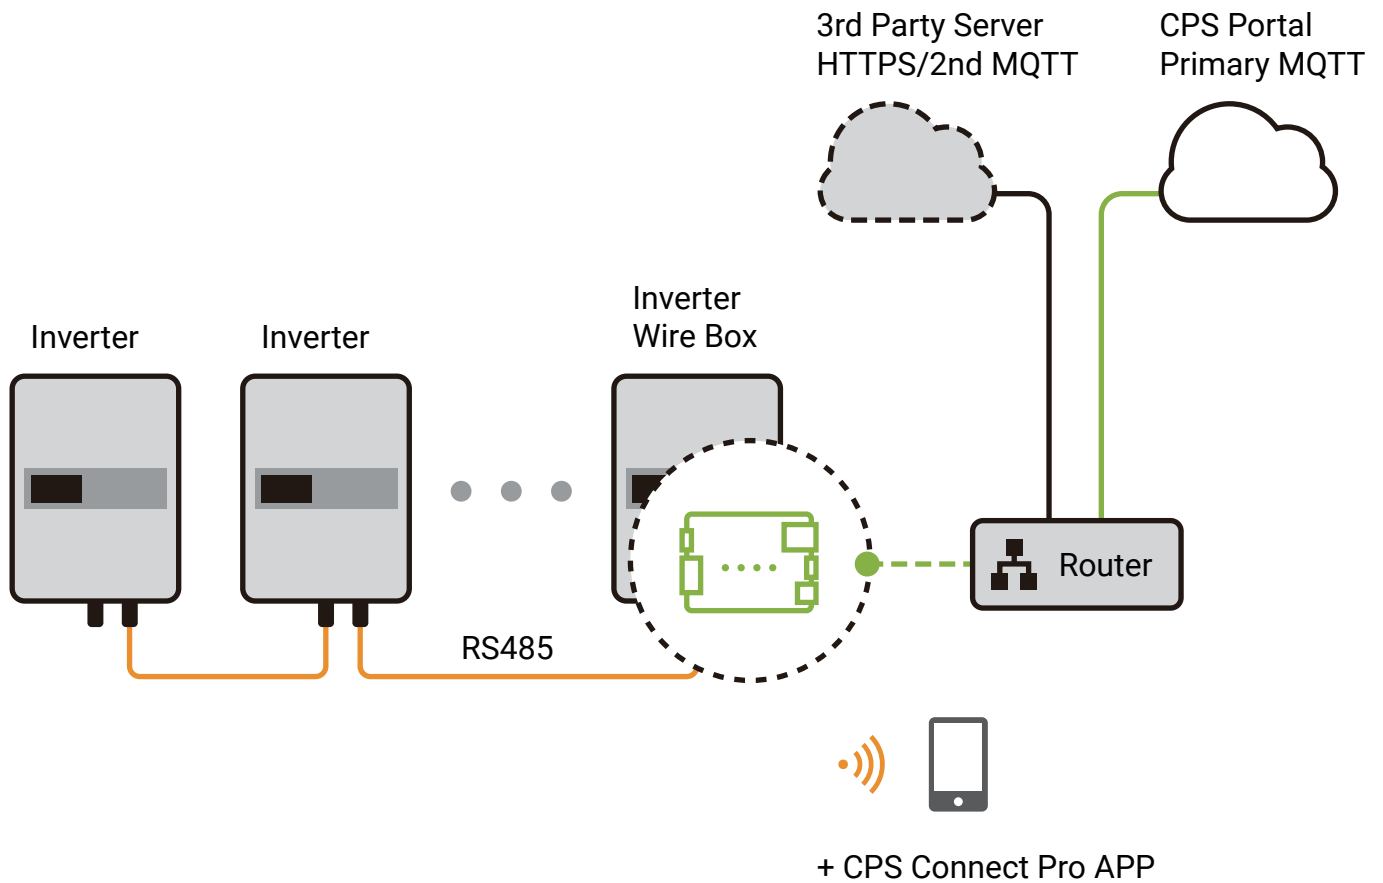 3rd Party Server
HTTPS/2nd MQTT
CPS Portal
Primary MQTT
Inverter
Inverter
Inverter
Wire Box
Router
RS485
+ CPS Connect Pro APP